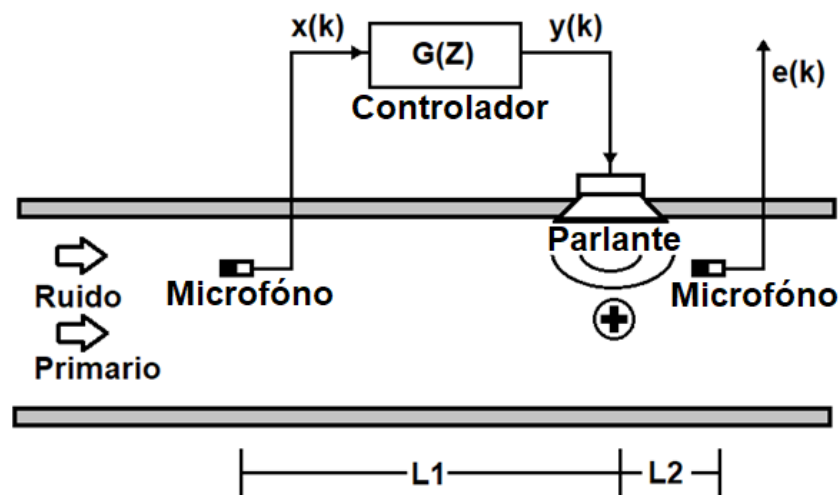 x(k)
G(Z)
y(k)
e(k)
Controlador
Parlante
Ruido
Microfóno
Microfóno
Primario
L1
L2